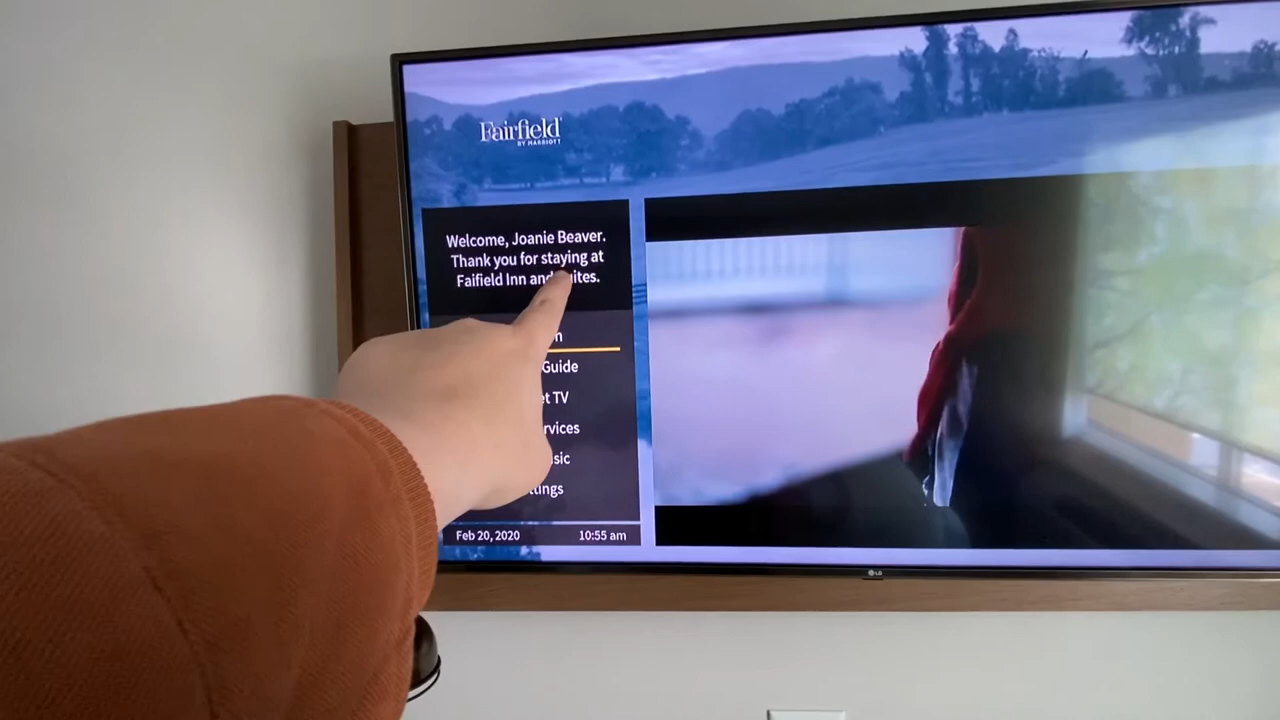 Fairfield
BY MARRIOTT
Welcome, Joanie Beaver.
Thank you for staying at
Faifield Inn and
Guide
TV
Feb 20, 2020
10:55 am
LG